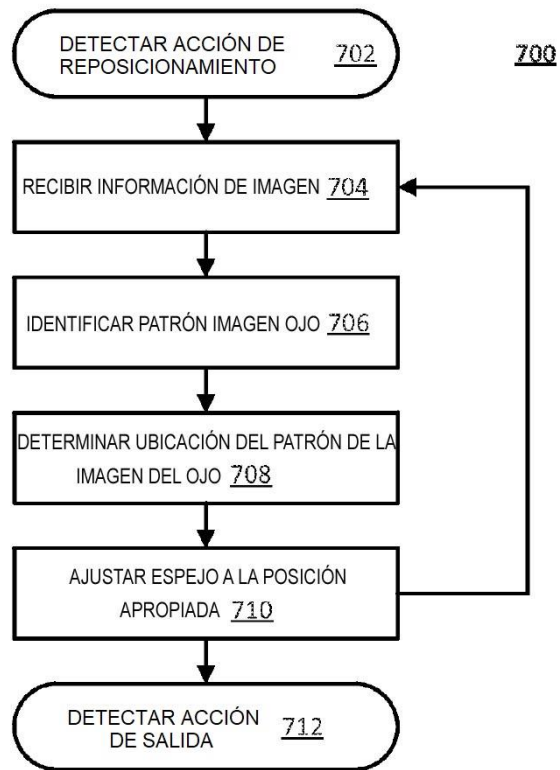 DETECTAR ACCIÓN DE
REPOSICIONAMIENTO 702
700
RECIBIR INFORMACIÓN DE IMAGEN 704
IDENTIFICAR PATRÓN IMAGEN OJO 706
DETERMINAR UBICACIÓN DEL PATRÓN DE LA
IMAGEN DEL OJO 708
AJUSTAR ESPEJO A LA POSICIÓN
APROPIADA 710
DETECTAR ACCIÓN
DE SALIDA 712